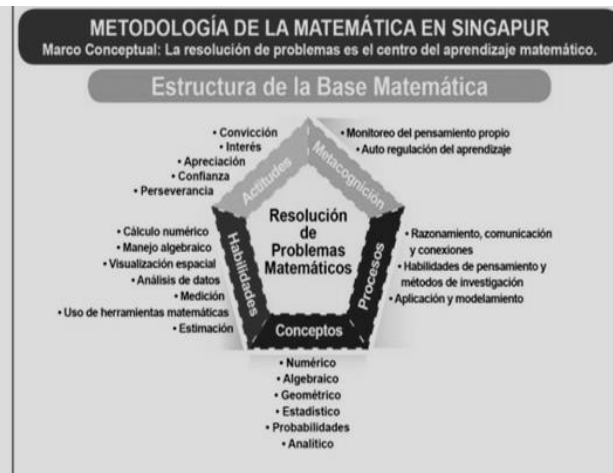 METODOLOGÍA DE LA MATEMÁTICA EN SINGAPUR
Marco Conceptual: La resolución de problemas es el centro del aprendizaje matemático.
Estructura de la Base Matemática
• Convicción
• Interés
• Apreciación
• Confianza
• Perseverancia
Actitudes
Metacognición
• Monitoreo del pensamiento propio
• Auto regulación del aprendizaje
Resolución
de
Problemas
Matemáticos
• Cálculo numérico
• Manejo algebraico
• Visualización espacial
• Análisis de datos
• Medición
• Uso de herramientas matemáticas
• Estimación
Habilidades
Procesos
• Razonamiento, comunicación
y conexiones
• Habilidades de pensamiento y
métodos de investigación
• Aplicación y modelamiento
Conceptos
• Numérico
• Algebraico
• Geométrico
• Estadístico
• Probabilidades
• Analítico